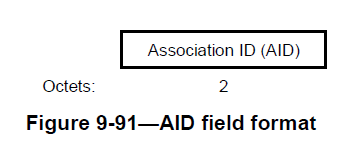 Association ID (AID)
Octets: 2
Figure 9-91—AID field format